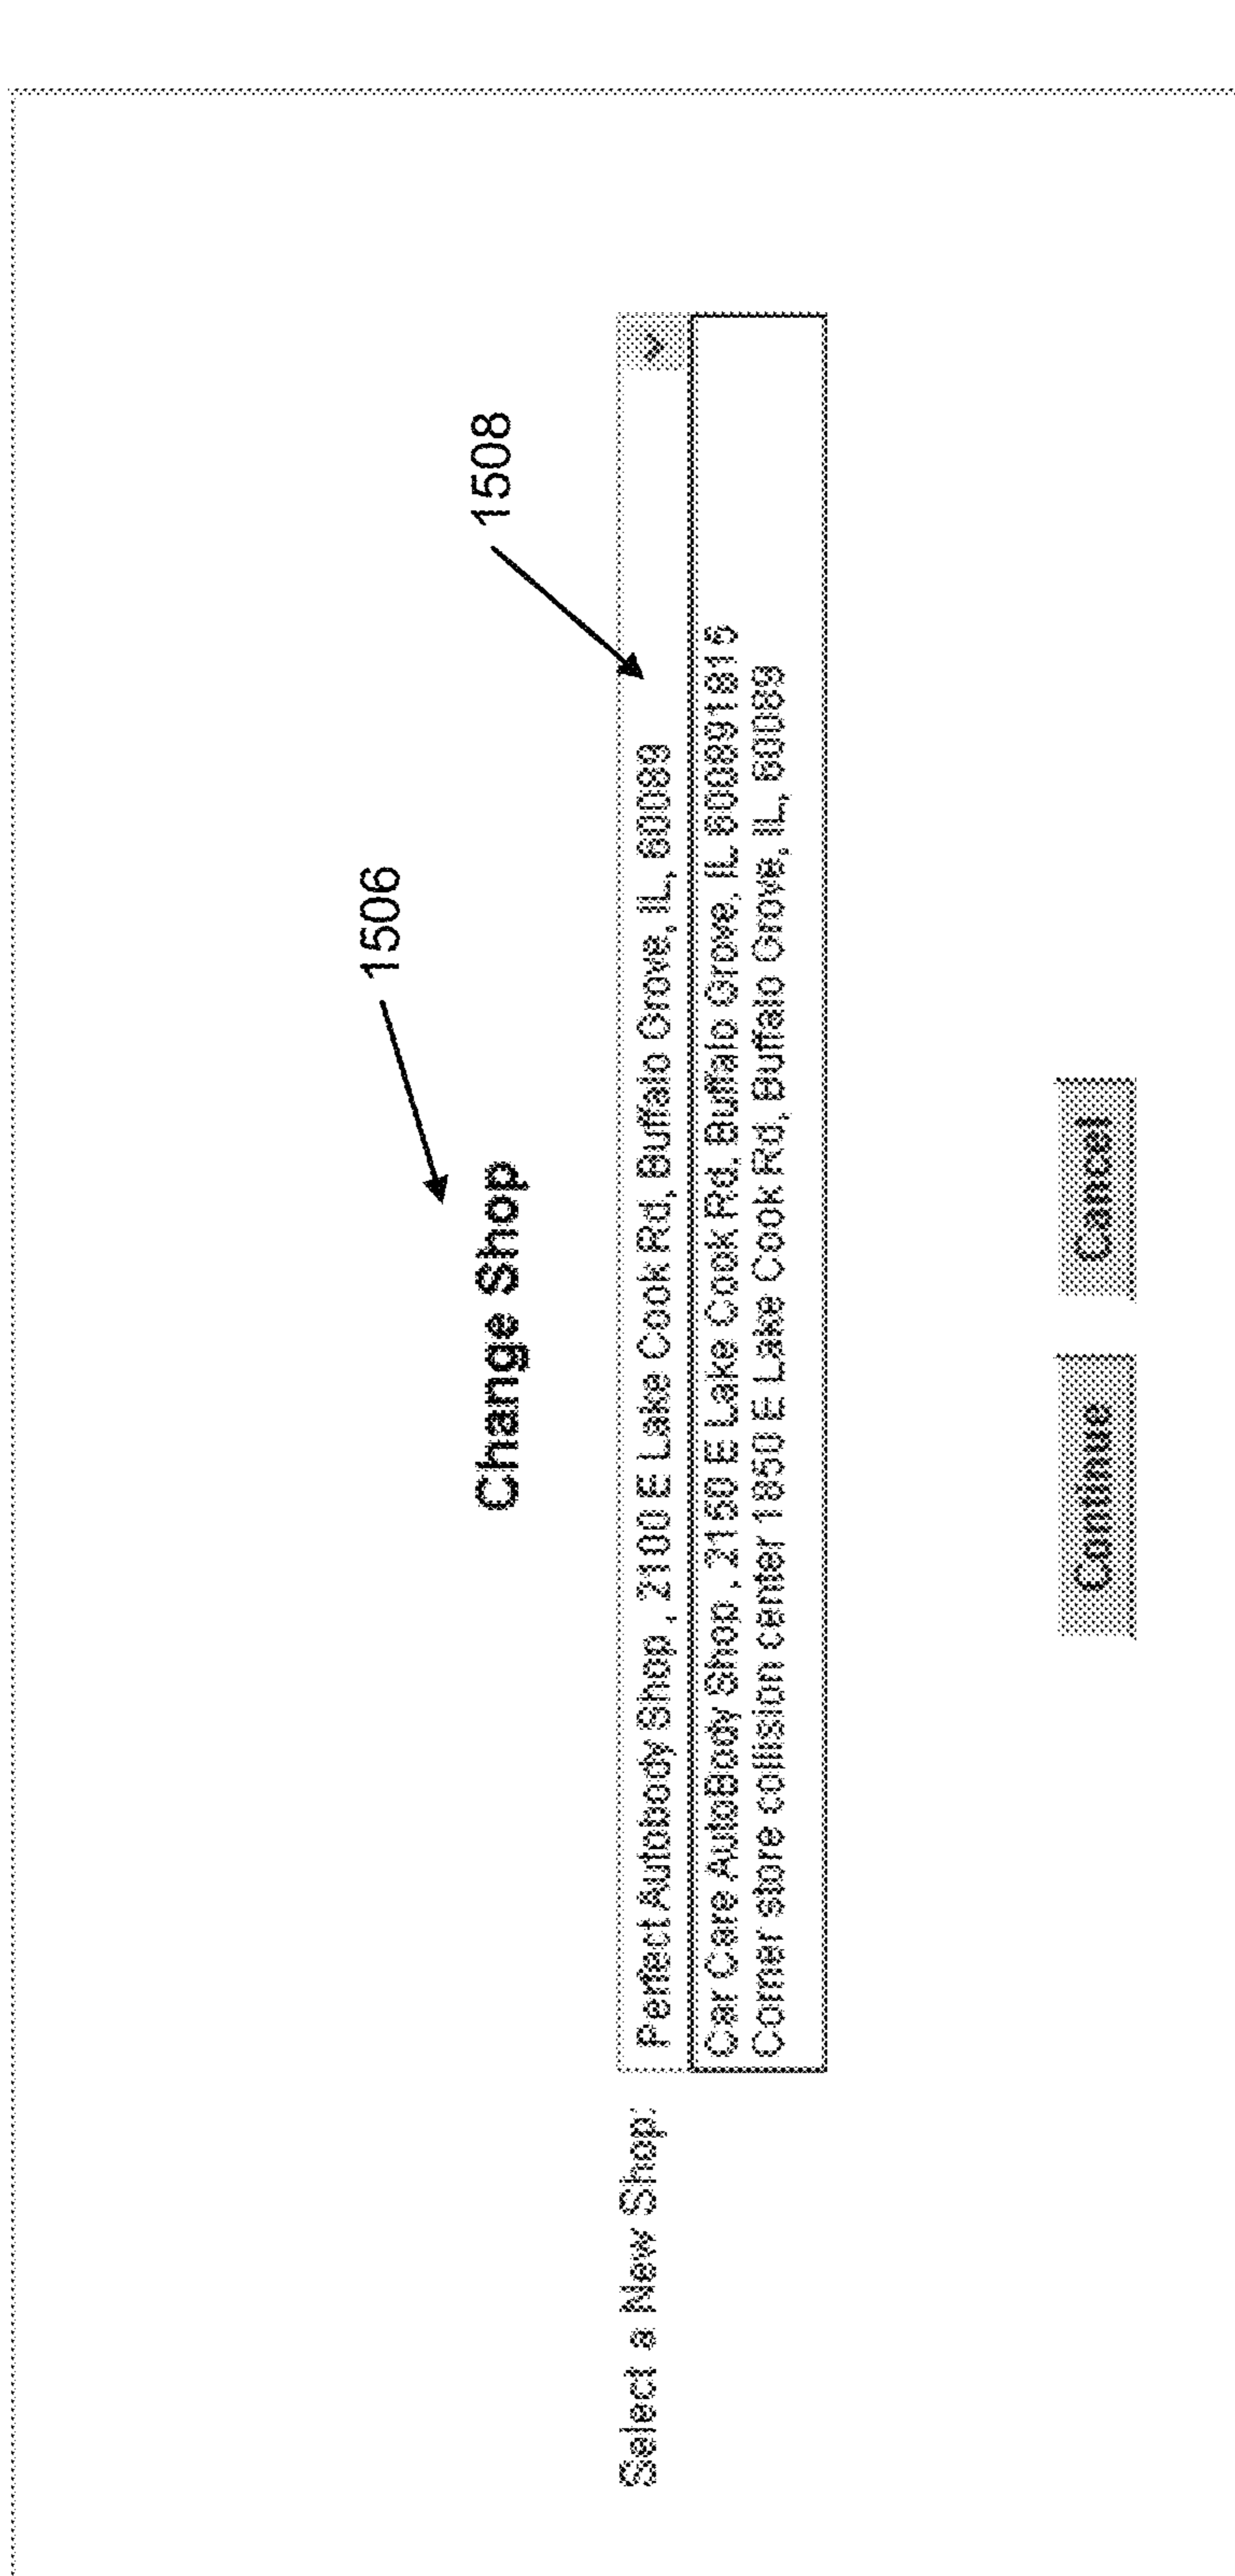 1506
Change Shop
1508
Select a New Shop: Perfect Autobody Shop , 2100 E Lake Cook Rd, Buffalo Grove, IL, 60089
Car Care AutoBody Shop , 2150 E Lake Cook Rd. Buffalo Grove, IL 600891815
Corner store collision center 1850 E Lake Cook Rd, Buffalo Grove, IL, 60089
Continue Cancel